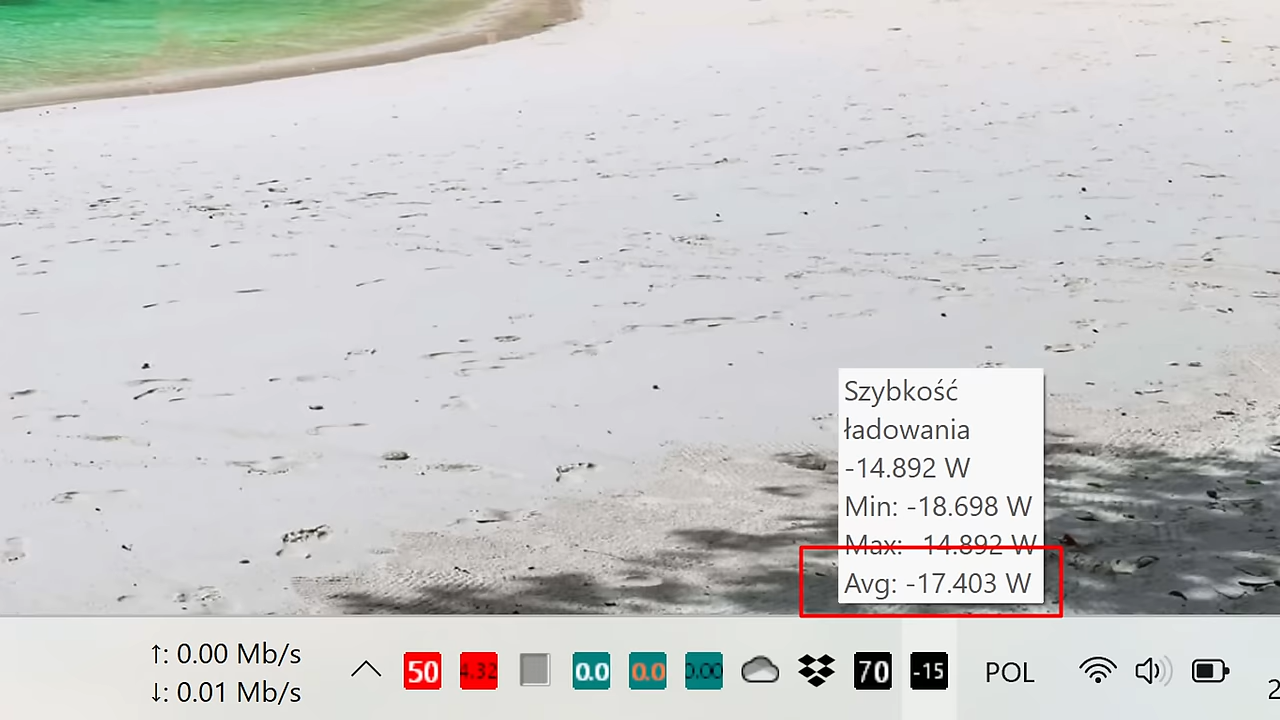 Szybkość
ładowania
-14.892 W
Min: -18.698 W
Max: -14.892 W
Avg: -17.403 W
↑: 0.00 Mb/s
↓: 0.01 Mb/s
50
4.32
0.0
0.0
0.00
70
-15
POL
2